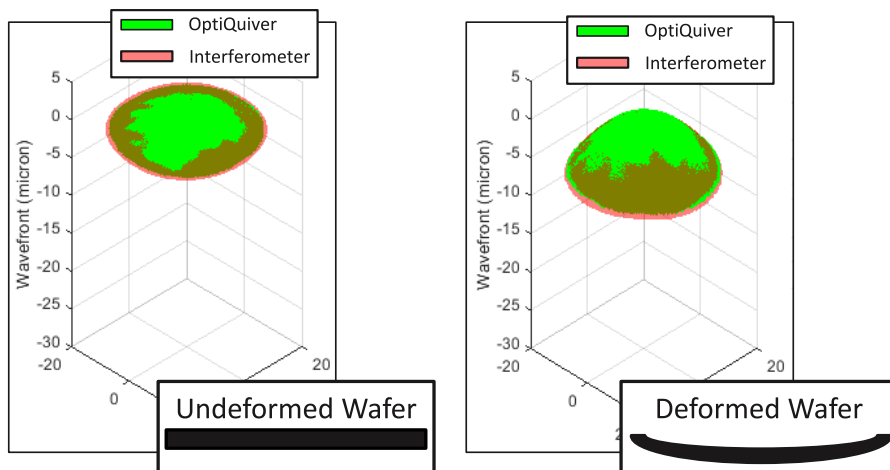 OptiQuiver
Interferometer
5
0
-5
-10
-15
-20
-25
-30
Wavefront (micron)
-20
0
20
Undeformed Wafer
OptiQuiver
Interferometer
5
0
-5
-10
-15
-20
-25
-30
Wavefront (micron)
-20
0
20
Deformed Wafer